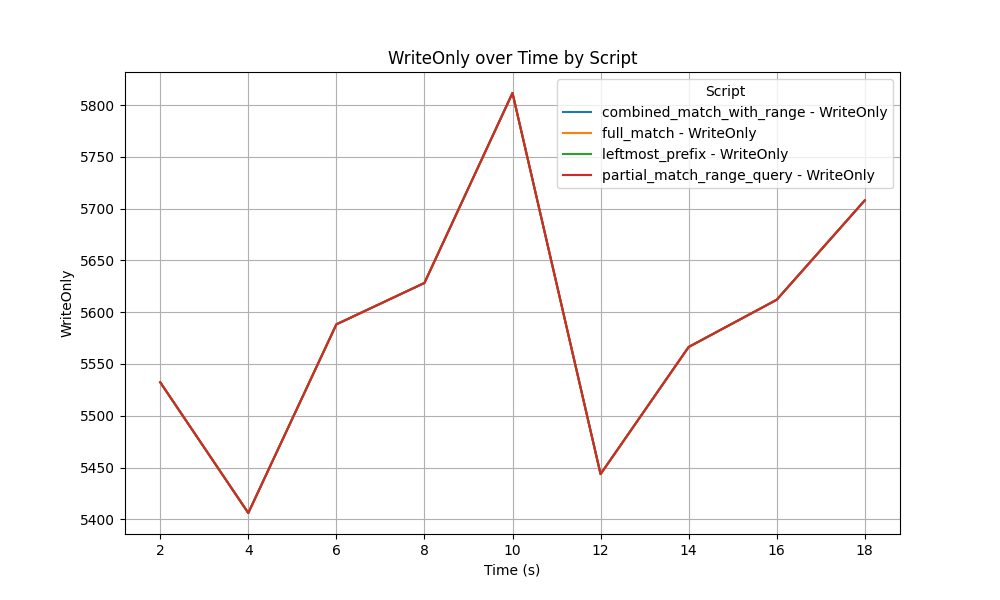 WriteOnly over Time by Script
Script
combined_match_with_range - WriteOnly
full_match - WriteOnly
leftmost_prefix - WriteOnly
partial_match_range_query - WriteOnly
WriteOnly
5800
5750
5700
5650
5600
5550
5500
5450
5400
2 4 6 8 10 12 14 16 18
Time (s)